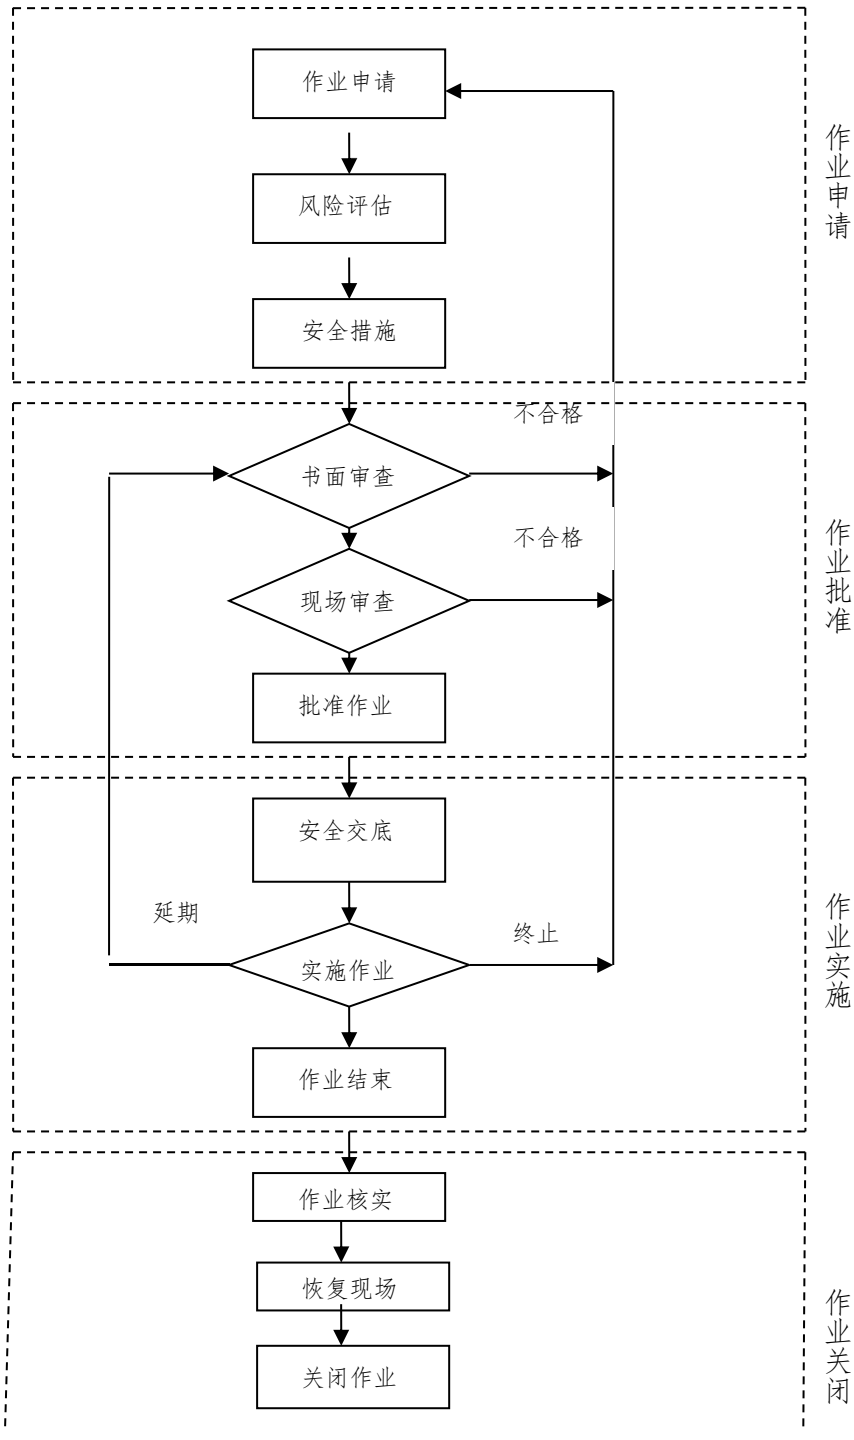 作业申请
作业申请
风险评估
安全措施
不合格
书面审查
不合格
作业批准
现场审查
批准作业
安全交底
延期
终止
作业实施
实施作业
作业结束
作业核实
恢复现场
作业关闭
关闭作业